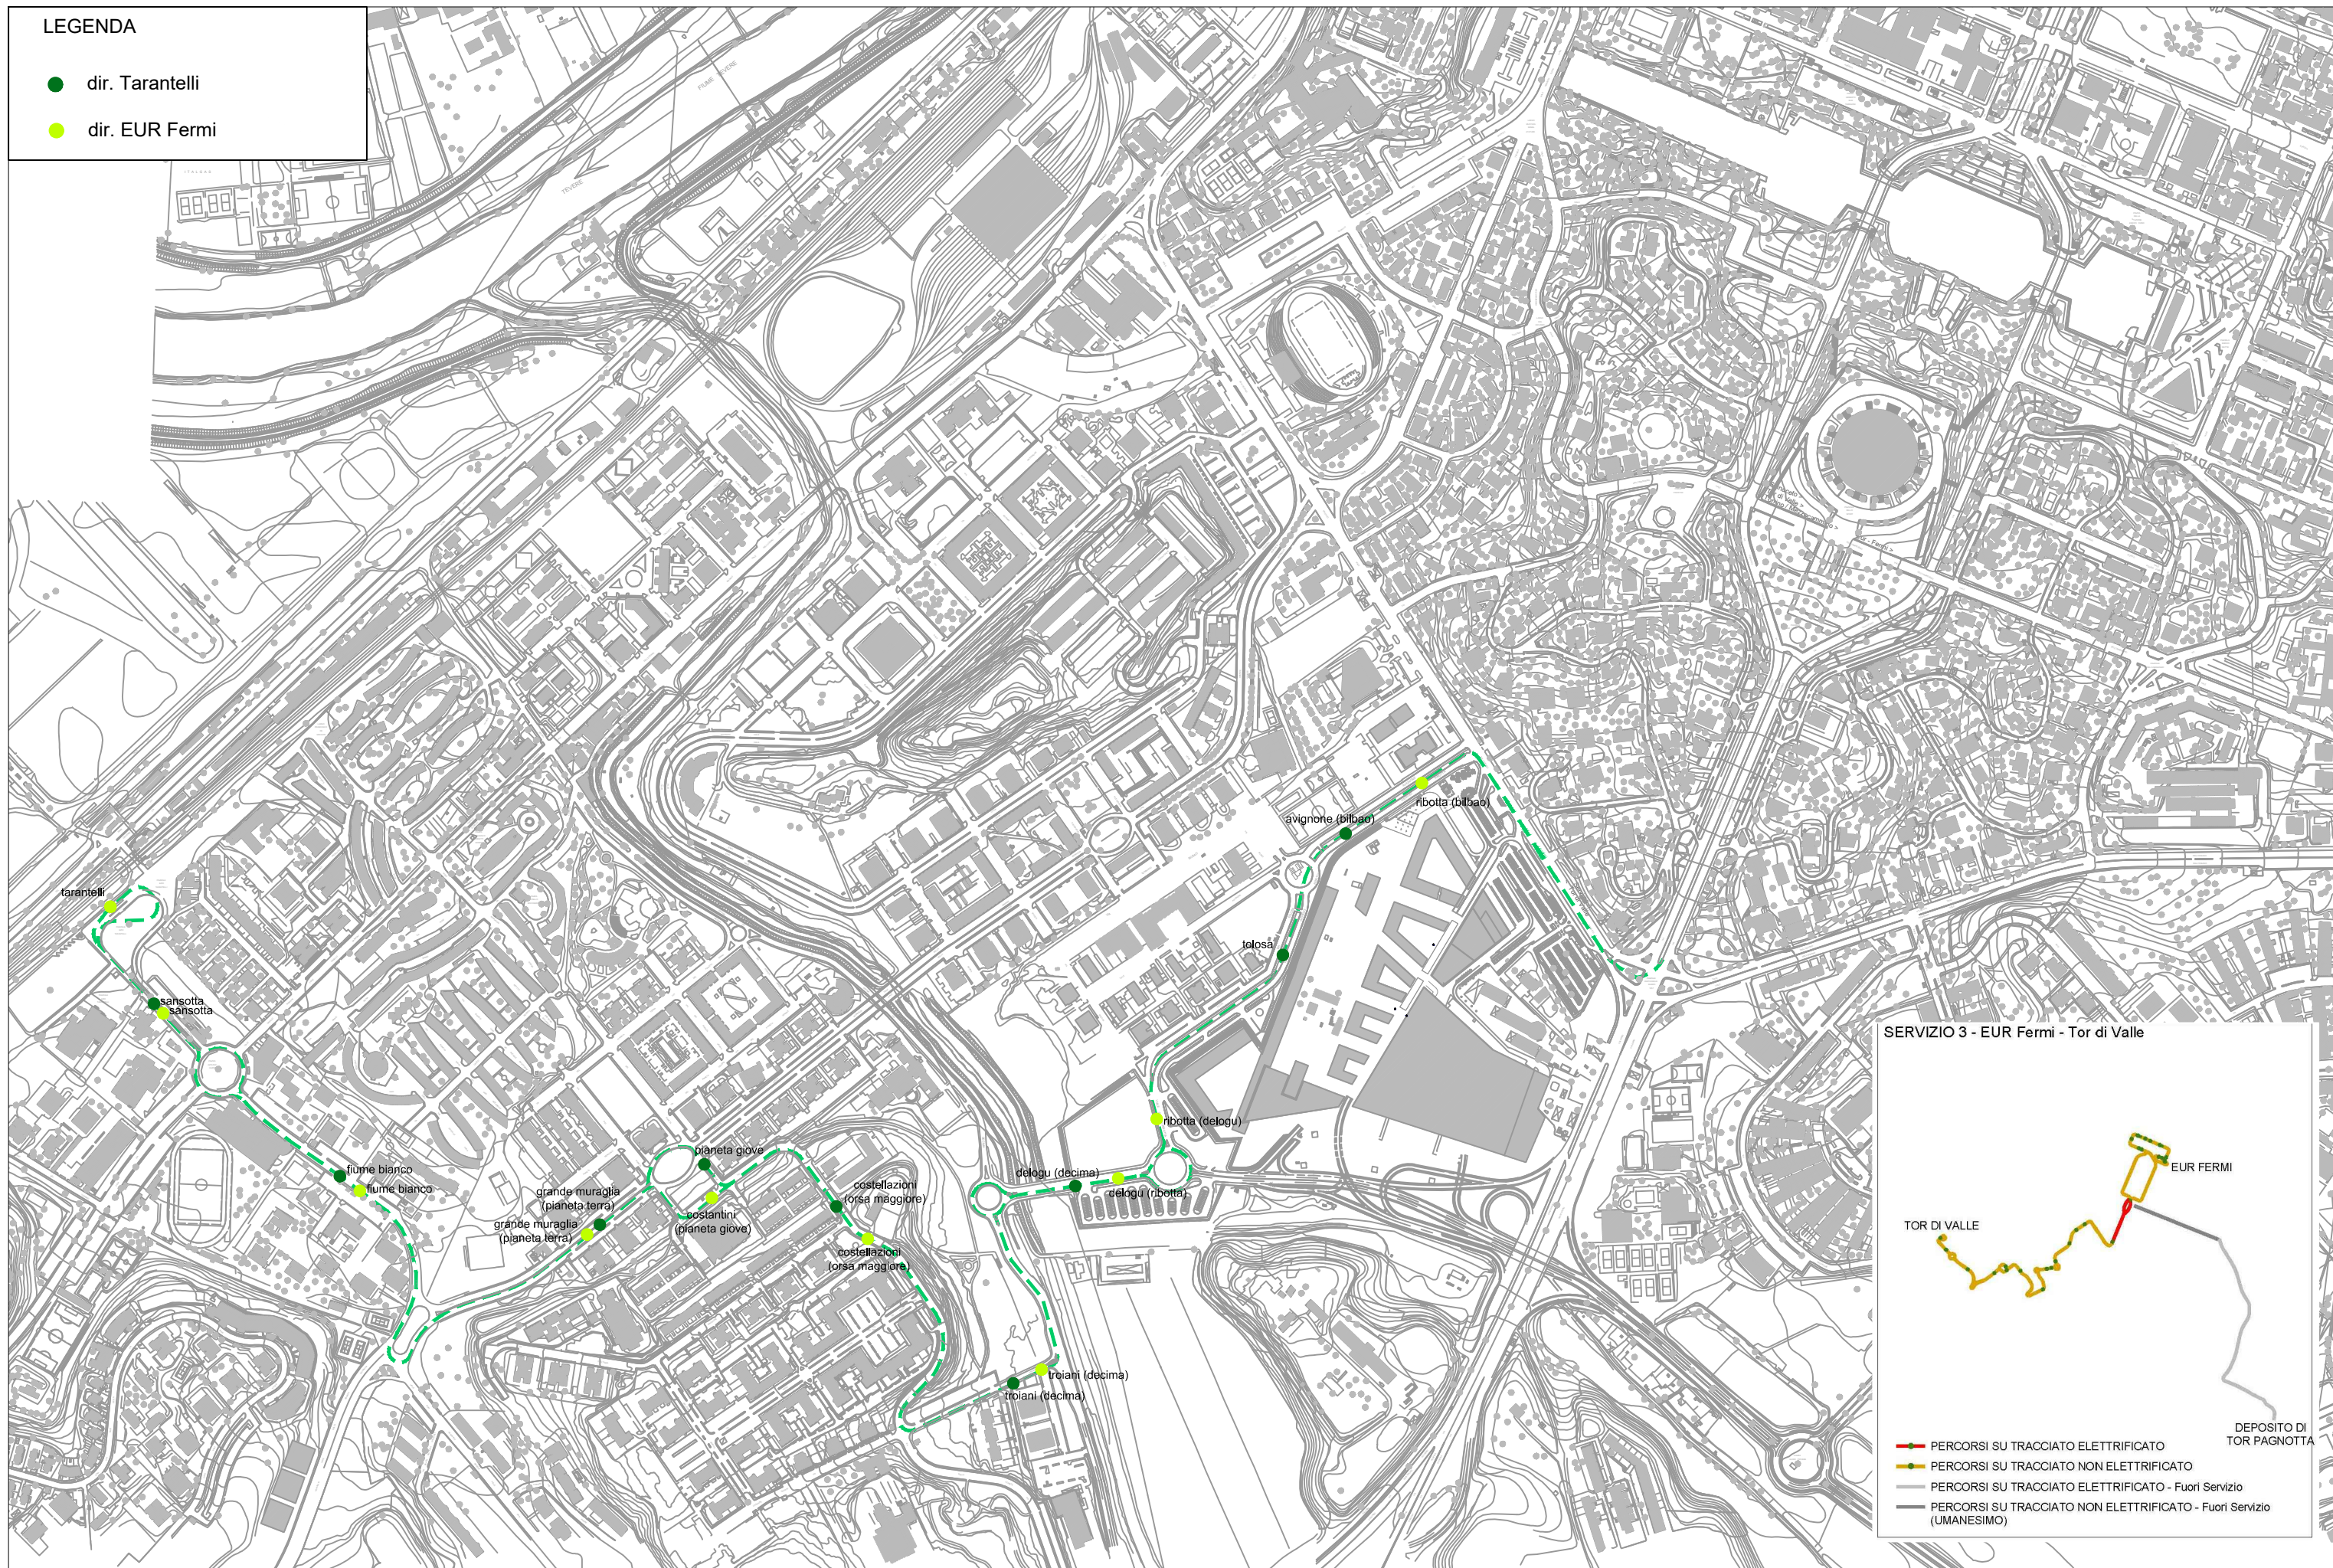 LEGENDA
dir. Tarantelli
dir. EUR Fermi
FIUME TEVERE
TEVERE
ribotta (bilbao)
avignone (bilbao)
tarantelli
tolosa
sansotta
sansotta
ribotta (delogu)
pianeta giove
fiume bianco
fiume bianco
delogu (decima)
delogu (ribotta)
grande muraglia
(pianeta terra)
costellazioni
(orsa maggiore)
costantini
(pianeta giove)
grande muraglia
(pianeta terra)
costellazioni
(orsa maggiore)
troiani (decima)
troiani (decima)
SERVIZIO 3 - EUR Fermi - Tor di Valle
EUR FERMI
TOR DI VALLE
DEPOSITO DI
TOR PAGNOTTA
PERCORSI SU TRACCIATO ELETTRIFICATO
PERCORSI SU TRACCIATO NON ELETTRIFICATO
PERCORSI SU TRACCIATO ELETTRIFICATO - Fuori Servizio
PERCORSI SU TRACCIATO NON ELETTRIFICATO - Fuori Servizio
(UMANESIMO)